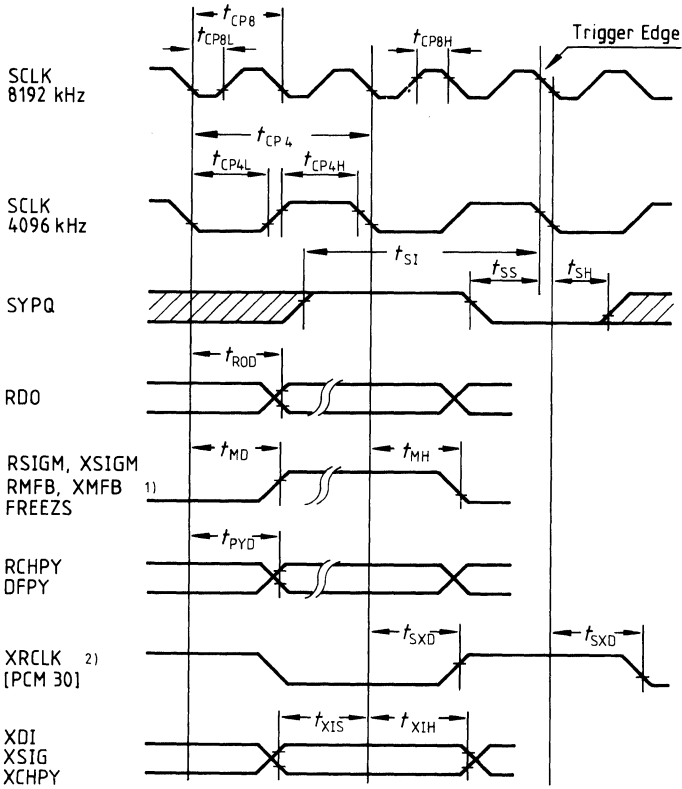 tCP8
tCP8L
tCP8H
Trigger Edge
SCLK
8192 kHz
tCP4
tCP4L
tCP4H
SCLK
4096 kHz
tSI
tSS
tSH
SYPQ
tROD
RDO
tMD
tMH
RSIGM, XSIGM
RMFB, XMFB 1)
FREEZS
tPYD
RCHPY
DFPY
tSXD
tSXD
XRCLK 2)
[PCM 30]
tXIS
tXIH
XDI
XSIG
XCHPY